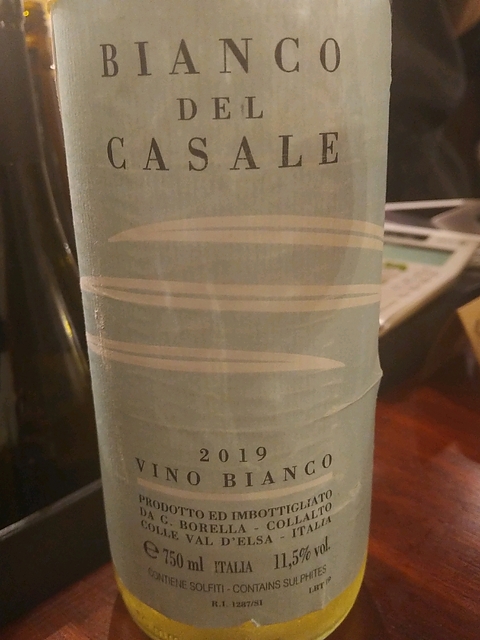 BIANCO
DEL
CASALE
2019
VINO BIANCO
PRODOTTO ED IMBOTTIGLIATO
DA G. BORELLA - COLLALTO
COLLE VAL D'ELSA - ITALIA
℮ 750 ml ITALIA 11,5% vol.
CONTIENE SOLFITI - CONTAINS SULPHITES
R.I. 1287/SI